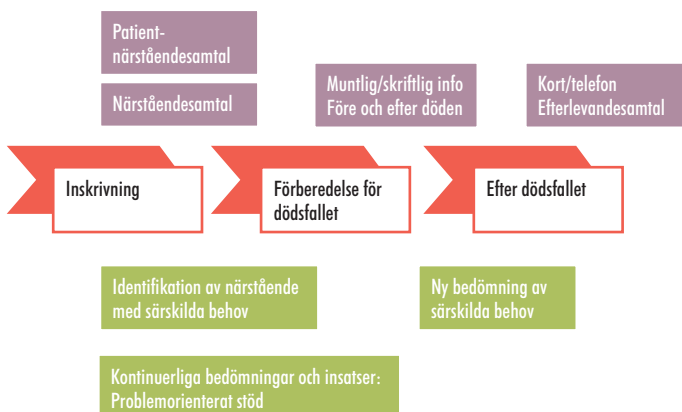 Patient-
närståendesamtal
Närståendesamtal
Muntlig/skriftlig info
Före och efter döden
Kort/telefon
Efterlevandesamtal
Inskrivning
Förberedelse för
dödsfallet
Efter dödsfallet
Identifikation av närstående
med särskilda behov
Ny bedömning av
särskilda behov
Kontinuerliga bedömningar och insatser:
Problemorienterat stöd